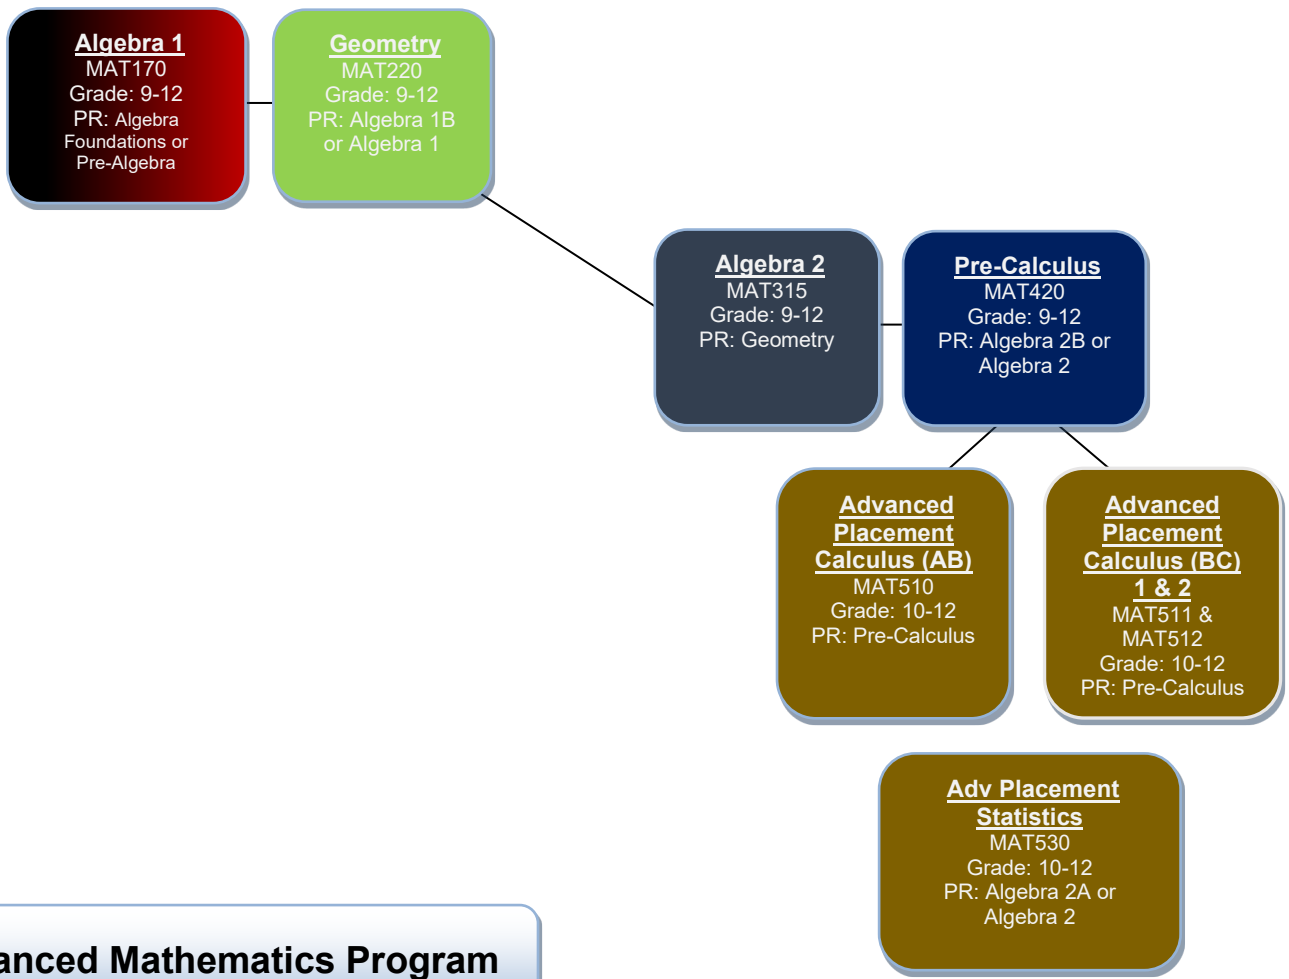 Algebra 1
MAT170
Grade: 9-12
PR: Algebra
Foundations or
Pre-Algebra
Geometry
MAT220
Grade: 9-12
PR: Algebra 1B
or Algebra 1
Algebra 2
MAT315
Grade: 9-12
PR: Geometry
Pre-Calculus
MAT420
Grade: 9-12
PR: Algebra 2B or
Algebra 2
Advanced
Placement
Calculus (AB)
MAT510
Grade: 10-12
PR: Pre-Calculus
Advanced
Placement
Calculus (BC)
1 & 2
MAT511 &
MAT512
Grade: 10-12
PR: Pre-Calculus
Adv Placement
Statistics
MAT530
Grade: 10-12
PR: Algebra 2A or
Algebra 2
Mathematics Program